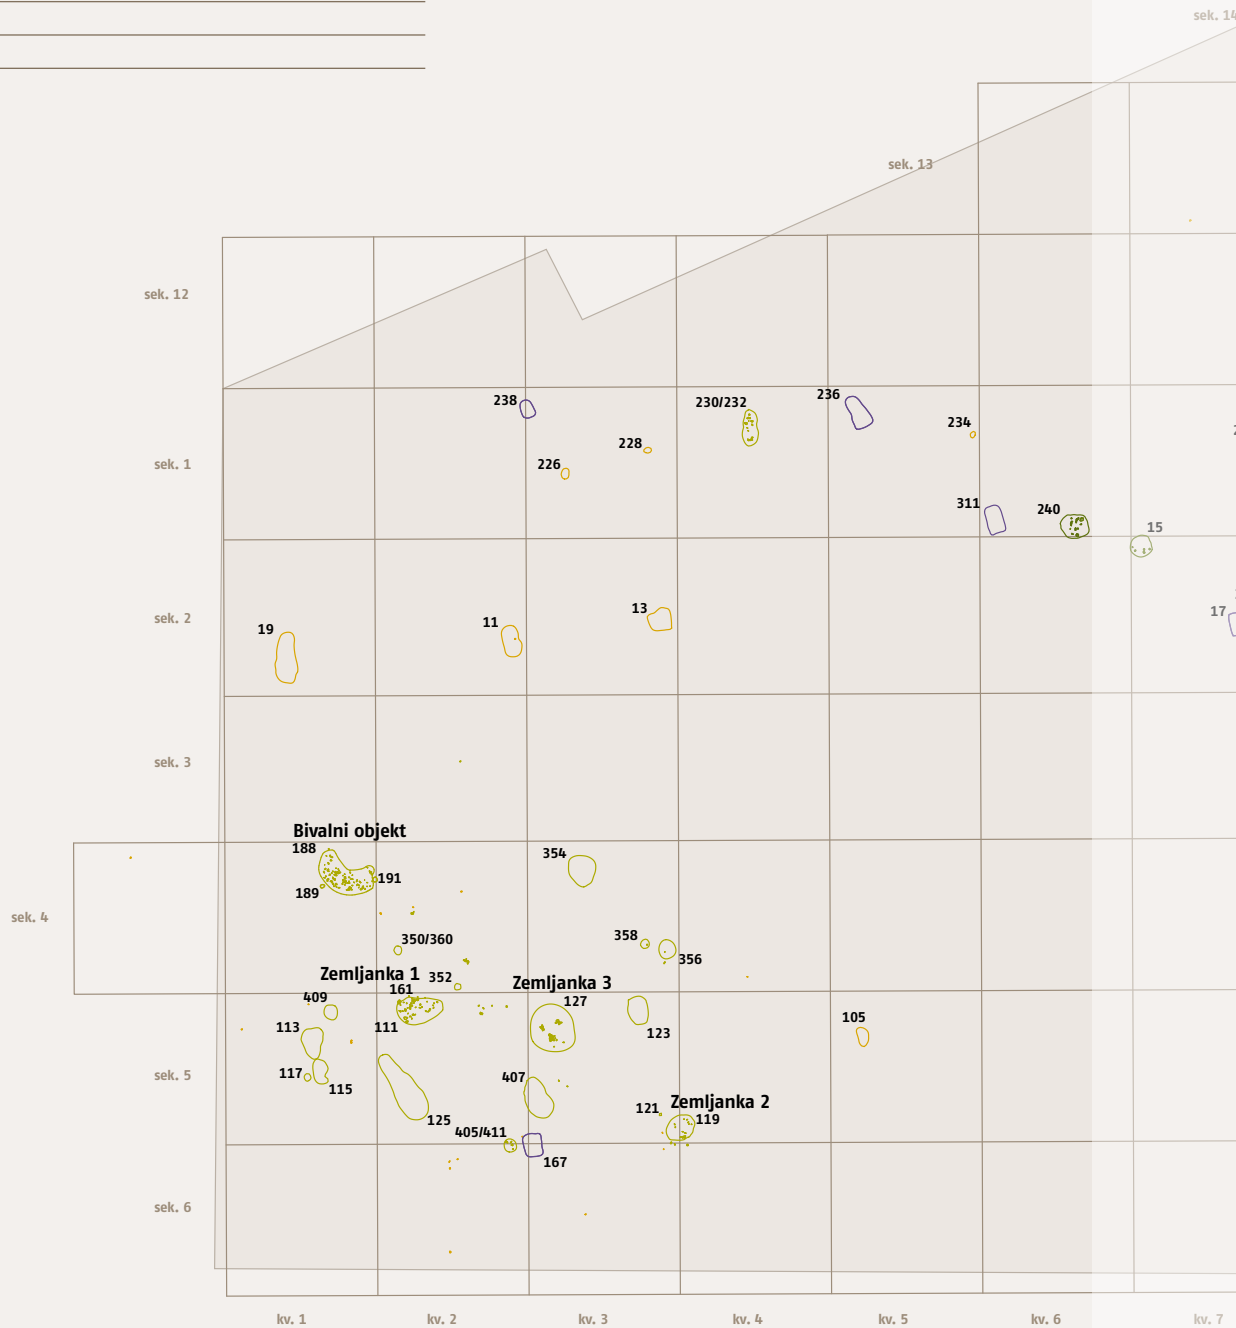 sek. 14
sek. 13
sek. 12
238
230/232
236
234
228
226
sek. 1
311
240
15
sek. 2
19
11
13
17
sek. 3
Bivalni objekt
188
191
189
354
sek. 4
350/360
358
356
Zemljanka 1
352
Zemljanka 3
161
409
127
111
113
123
105
sek. 5
117
115
407
125
121
Zemljanka 2
119
405/411
167
sek. 6
kv. 1
kv. 2
kv. 3
kv. 4
kv. 5
kv. 6
kv. 7